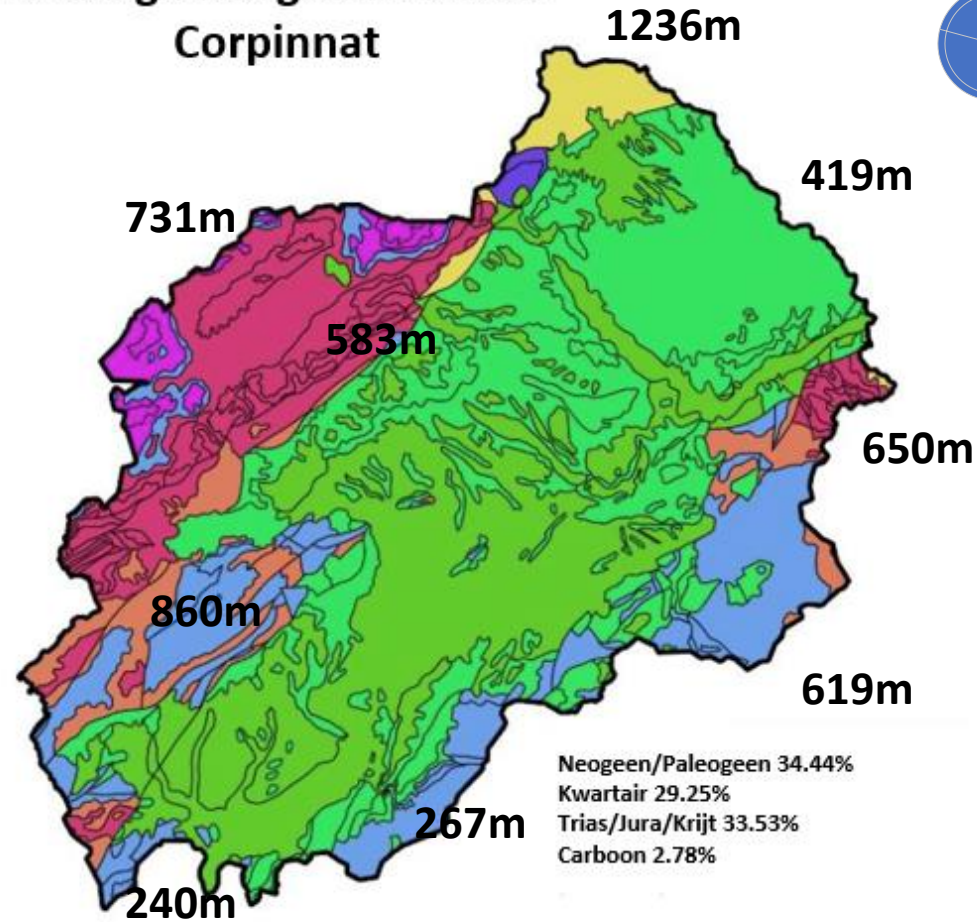 Corpinnat
1236m
419m
731m
583m
650m
860m
619m
Neogeen/Paleogeen 34.44%
Kwartair 29.25%
Trias/Jura/Krijt 33.53%
Carboon 2.78%
267m
240m